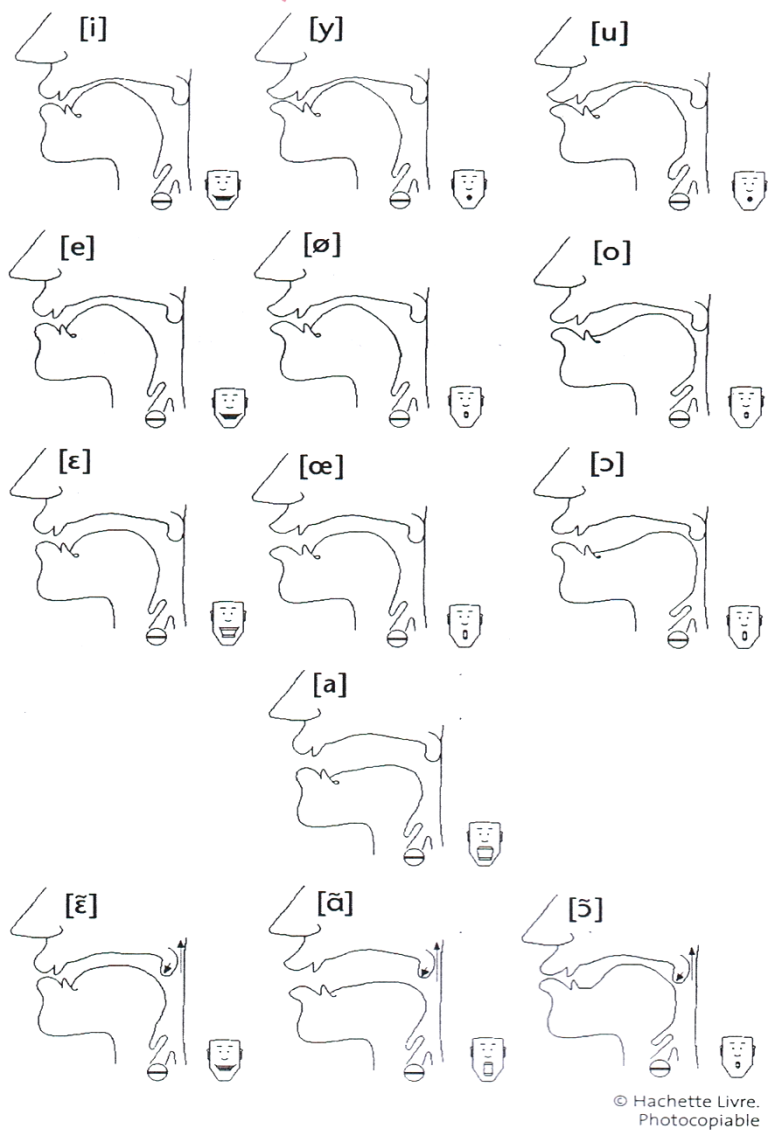 [i] [y] [u]
[e] [ø] [o]
[ɛ] [œ] [ɔ]
[a]
[ɛ̃] [ɑ̃] [ɔ̃]
© Hachette Livre.
Photocopiable